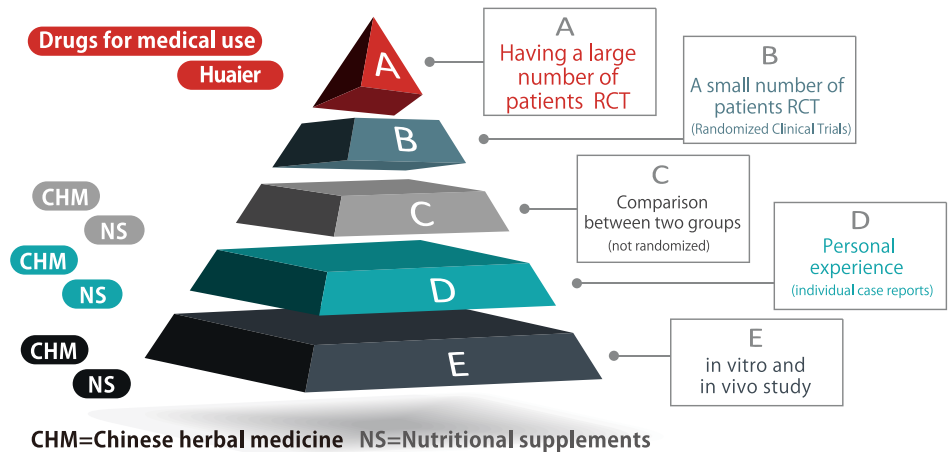 Drugs for medical use
Huaier
A
A
Having a large
number of
patients RCT
B
B
A small number of
patients RCT
(Randomized Clinical Trials)
CHM
NS
C
C
Comparison
between two groups
(not randomized)
CHM
NS
D
D
Personal
experience
(individual case reports)
CHM
NS
E
E
in vitro and
in vivo study
CHM=Chinese herbal medicine NS=Nutritional supplements